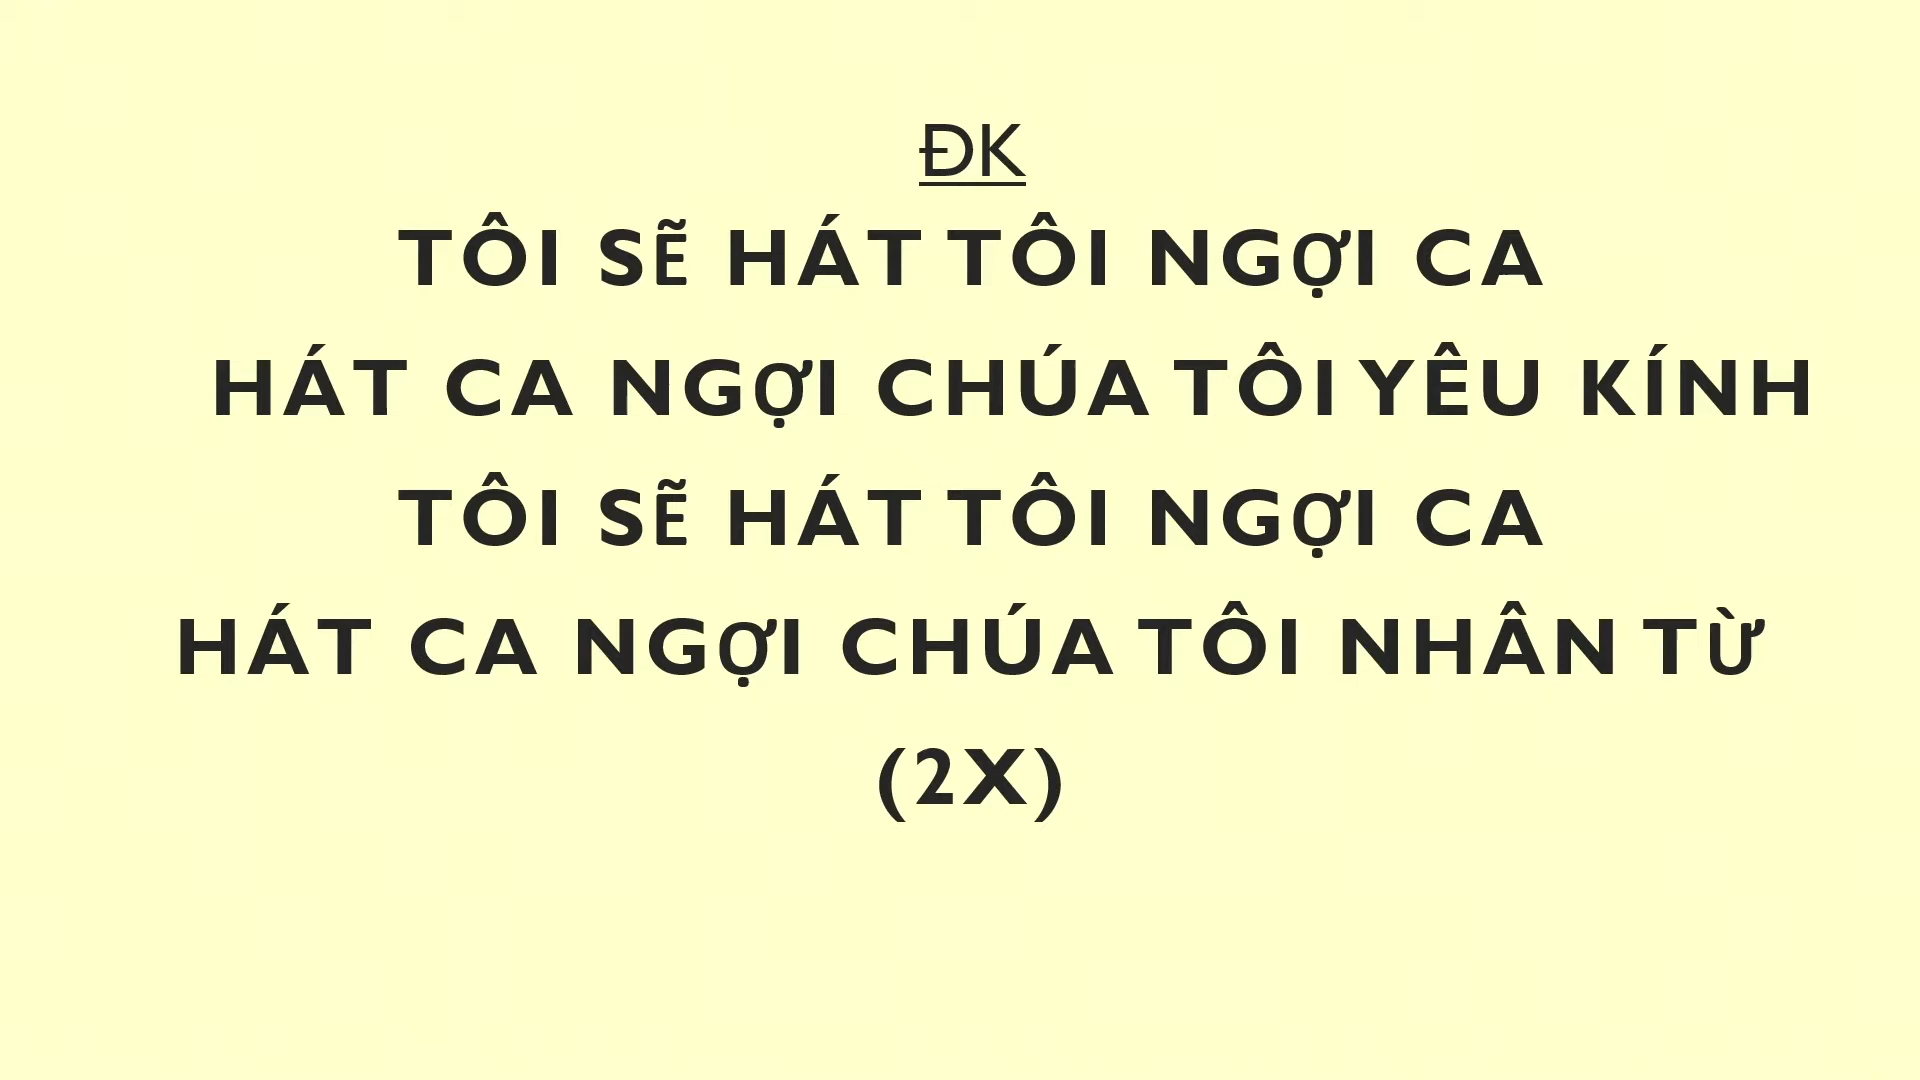 ĐK
TÔI SẼ HÁT TÔI NGỢI CA
HÁT CA NGỢI CHÚA TÔI YÊU KÍNH
TÔI SẼ HÁT TÔI NGỢI CA
HÁT CA NGỢI CHÚA TÔI NHÂN TỪ
(2X)